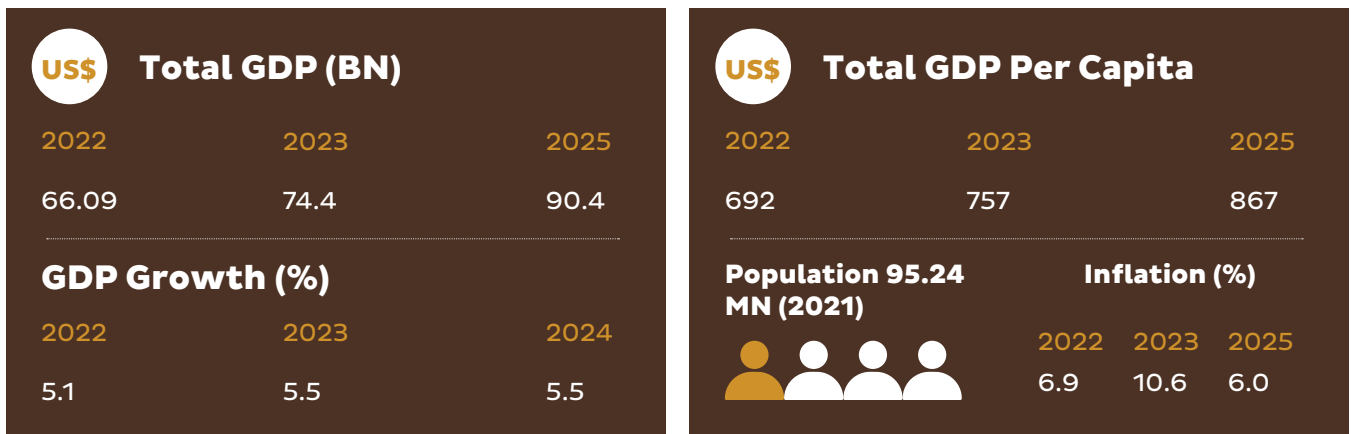 US$ Total GDP (BN)
2022 2023 2025
66.09 74.4 90.4
GDP Growth (%)
2022 2023 2024
5.1 5.5 5.5
US$ Total GDP Per Capita
2022 2023 2025
692 757 867
Population 95.24
MN (2021)
Inflation (%)
2022 2023 2025
6.9 10.6 6.0